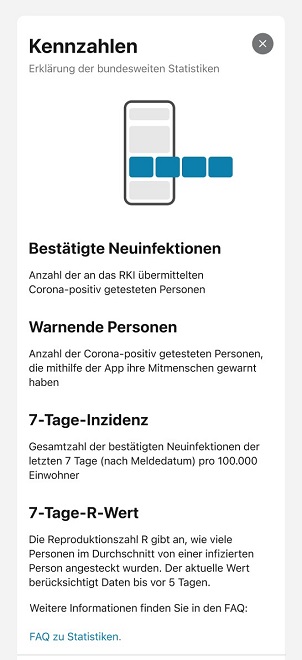 Kennzahlen
Erklärung der bundesweiten Statistiken
Bestätigte Neuinfektionen
Anzahl der an das RKI übermittelten
Corona-positiv getesteten Personen
Warnende Personen
Anzahl der Corona-positiv getesteten Personen,
die mithilfe der App ihre Mitmenschen gewarnt
haben
7-Tage-Inzidenz
Gesamtzahl der bestätigten Neuinfektionen der
letzten 7 Tage (nach Meldedatum) pro 100.000
Einwohner
7-Tage-R-Wert
Die Reproduktionszahl R gibt an, wie viele
Personen im Durchschnitt von einer infizierten
Person angesteckt wurden. Der aktuelle Wert
berücksichtigt Daten bis vor 5 Tagen.
Weitere Informationen finden Sie in den FAQ:
FAQ zu Statistiken.